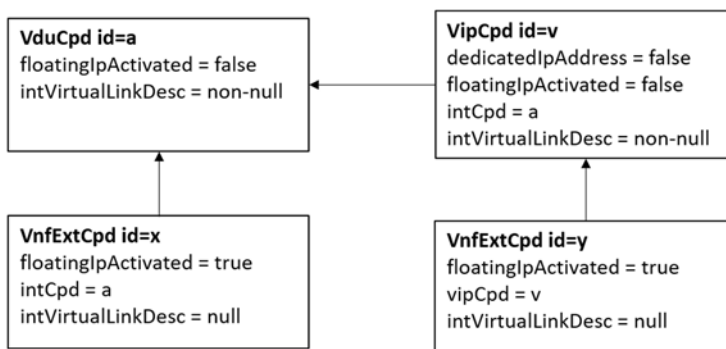 VduCpd id=a
floatingIpActivated = false
intVirtualLinkDesc = non-null
VipCpd id=v
dedicatedIpAddress = false
floatingIpActivated = false
intCpd = a
intVirtualLinkDesc = non-null
VnfExtCpd id=x
floatingIpActivated = true
intCpd = a
intVirtualLinkDesc = null
VnfExtCpd id=y
floatingIpActivated = true
vipCpd = v
intVirtualLinkDesc = null